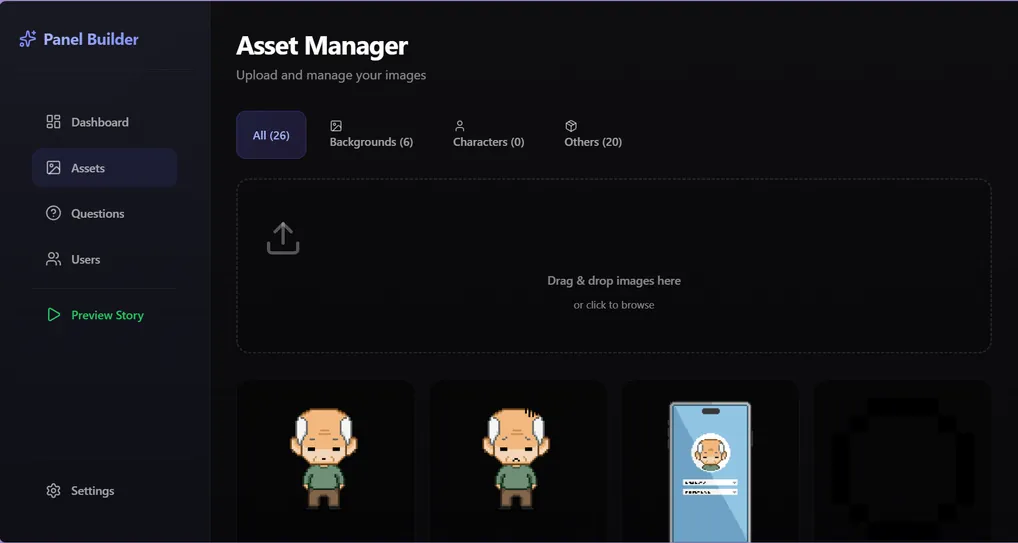 Panel Builder
Asset Manager
Upload and manage your images
Dashboard
Assets
Questions
Users
Preview Story
Settings
All (26)
Backgrounds (6)
Characters (0)
Others (20)
Drag & drop images here
or click to browse